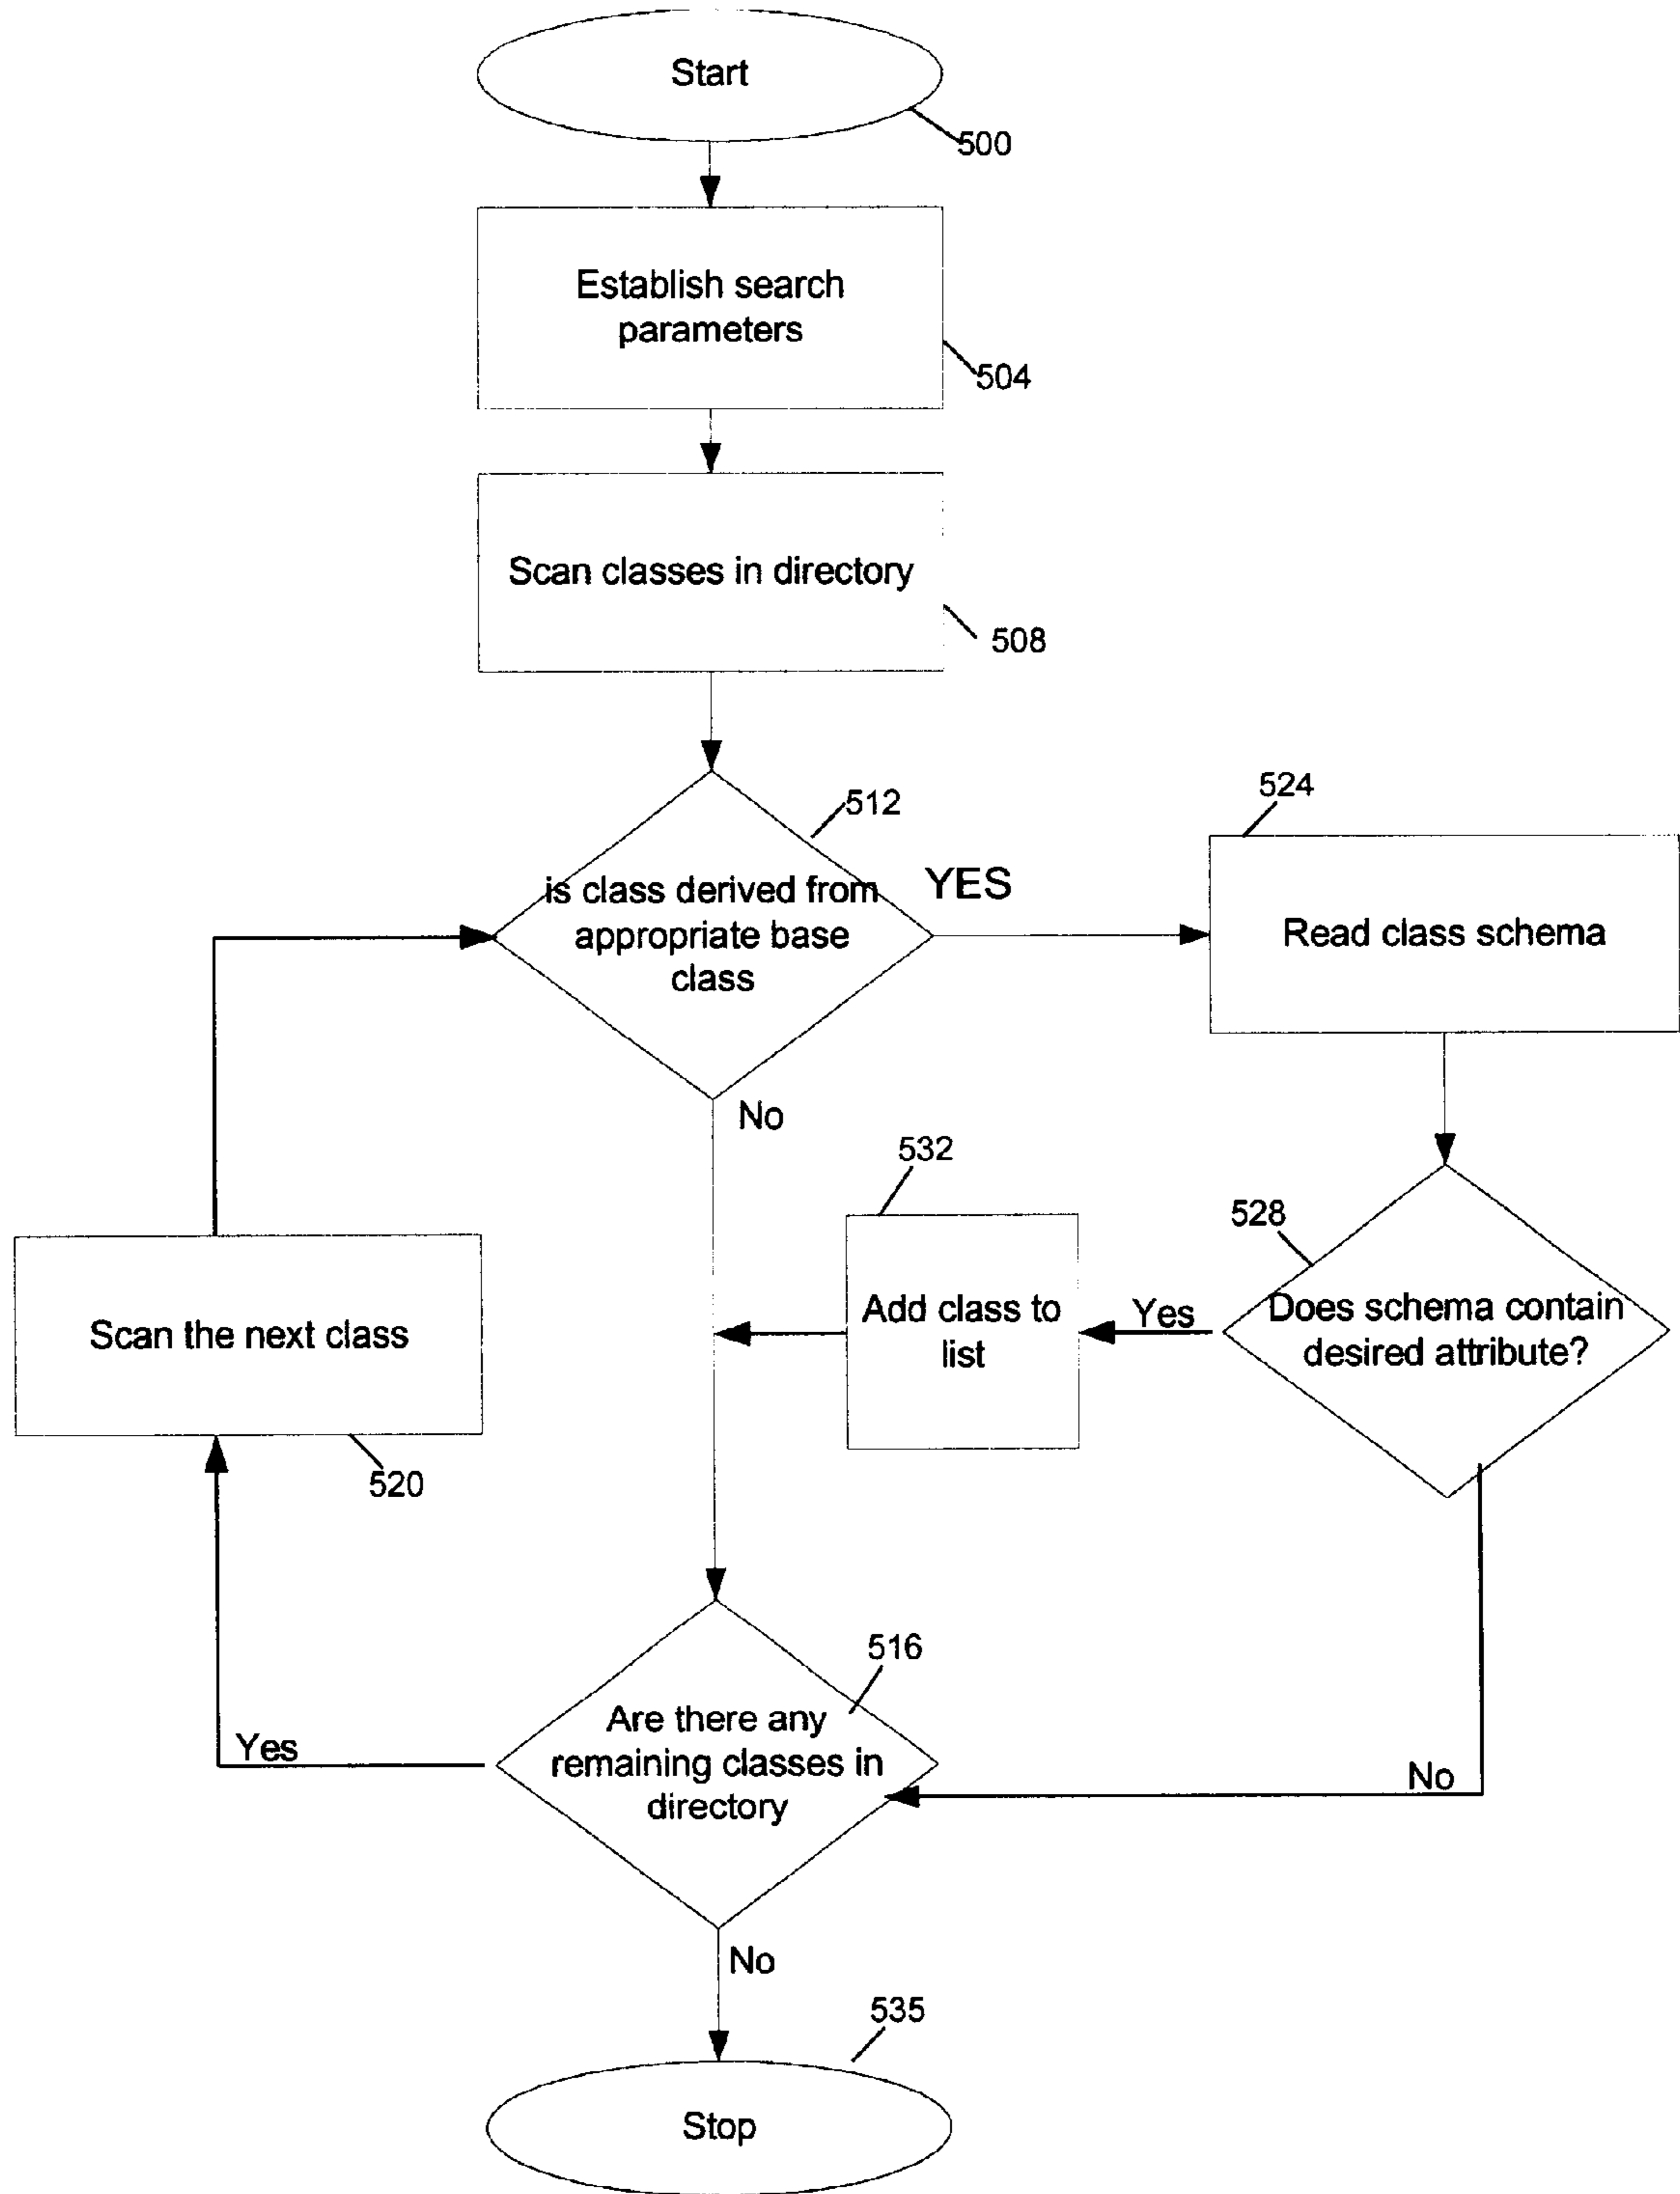 Start
500
Establish search
parameters
504
Scan classes in directory
508
512
is class derived from
appropriate base
class
YES
524
Read class schema
No
532
528
Add class to
list
Yes
Does schema contain
desired attribute?
Scan the next class
520
516
Are there any
remaining classes in
directory
Yes
No
No
535
Stop